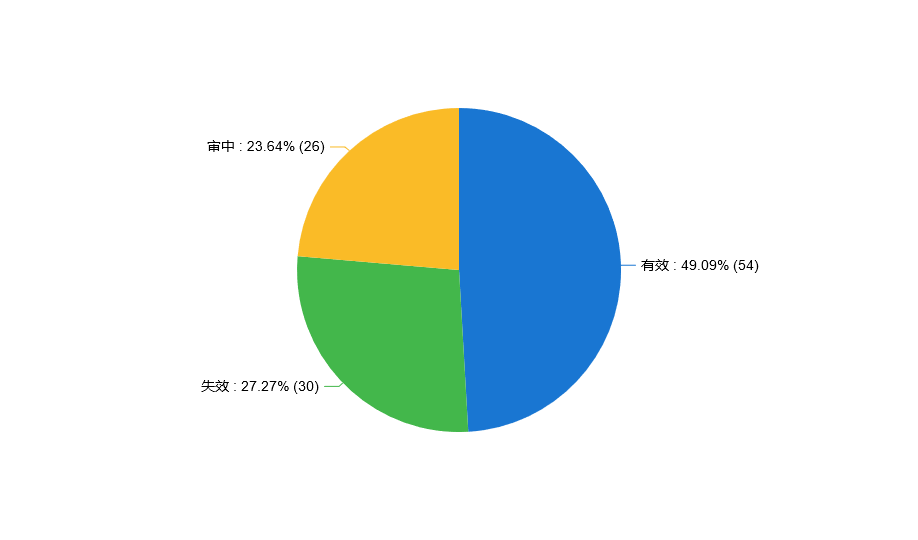 审中 : 23.64% (26)
有效 : 49.09% (54)
失效 : 27.27% (30)